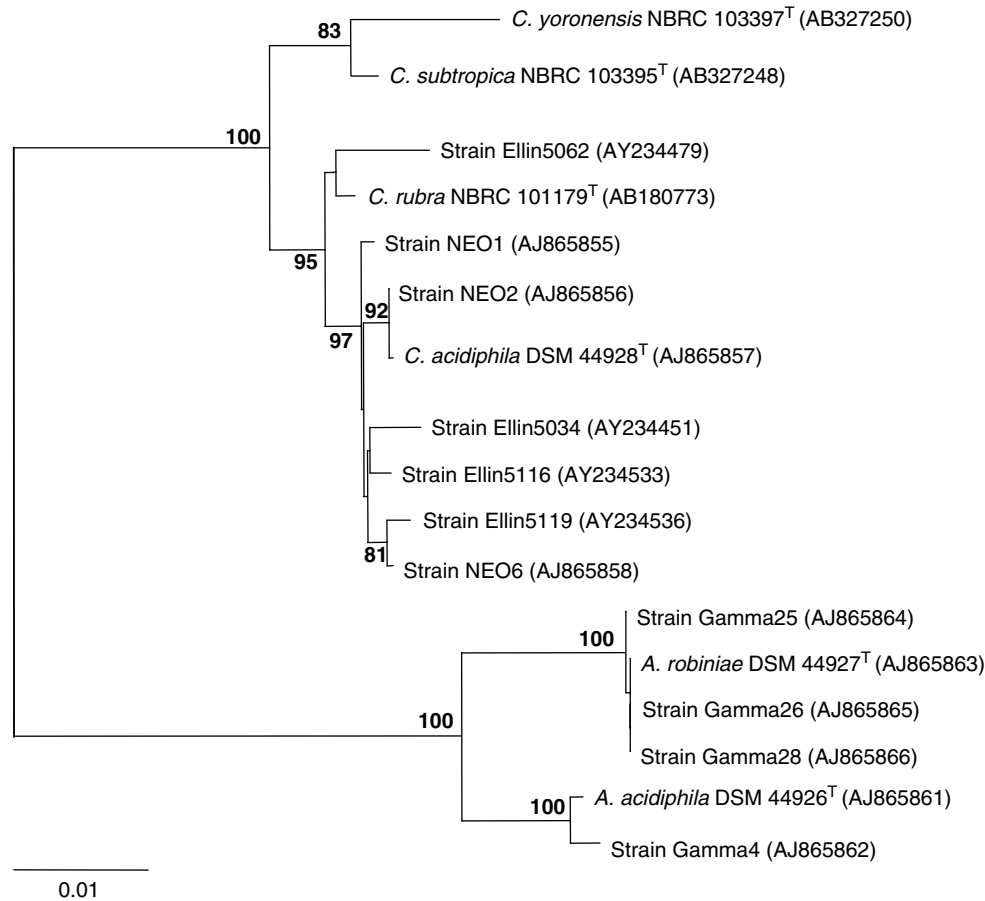 83
C. yoronensis NBRC 103397T (AB327250)
C. subtropica NBRC 103395T (AB327248)
100
Strain Ellin5062 (AY234479)
C. rubra NBRC 101179T (AB180773)
95
Strain NEO1 (AJ865855)
Strain NEO2 (AJ865856)
92
97
C. acidiphila DSM 44928T (AJ865857)
Strain Ellin5034 (AY234451)
Strain Ellin5116 (AY234533)
Strain Ellin5119 (AY234536)
81
Strain NEO6 (AJ865858)
Strain Gamma25 (AJ865864)
100
A. robiniae DSM 44927T (AJ865863)
Strain Gamma26 (AJ865865)
100
Strain Gamma28 (AJ865866)
A. acidiphila DSM 44926T (AJ865861)
100
Strain Gamma4 (AJ865862)
0.01